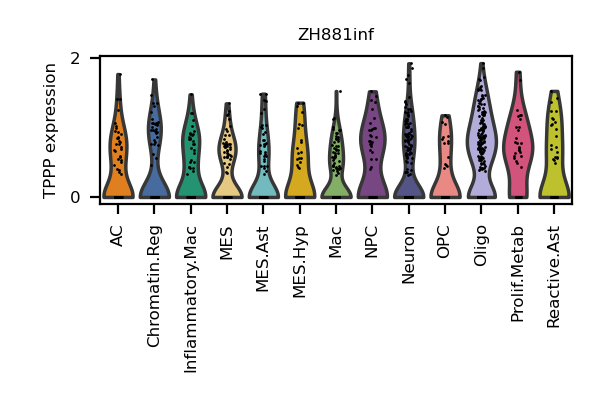 ZH881inf
TPPP expression
2
0
AC
Chromatin.Reg
Inflammatory.Mac
MES
MES.Ast
MES.Hyp
Mac
NPC
Neuron
OPC
Oligo
Prolif.Metab
Reactive.Ast